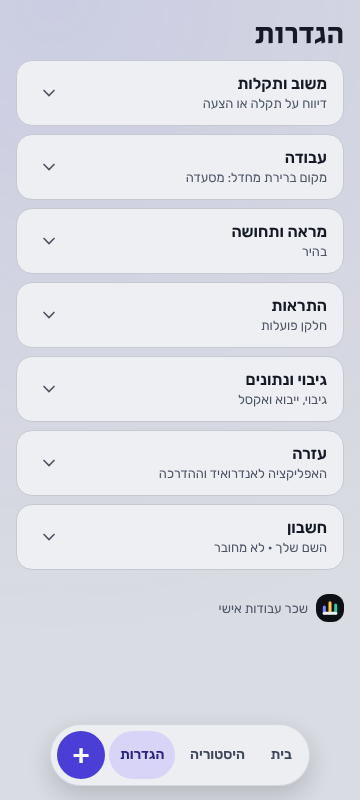 הגדרות
משוב ותקלות
דיווח על תקלה או הצעה
עבודה
מקום ברירת מחדל: מסעדה
מראה ותחושה
בהיר
התראות
חלקן פועלות
גיבוי ונתונים
גיבוי, ייבוא ואקסל
עזרה
האפליקציה לאנדרואיד וההדרכה
חשבון
השם שלך • לא מחובר
שכר עבודות אישי
בית
היסטוריה
הגדרות
+